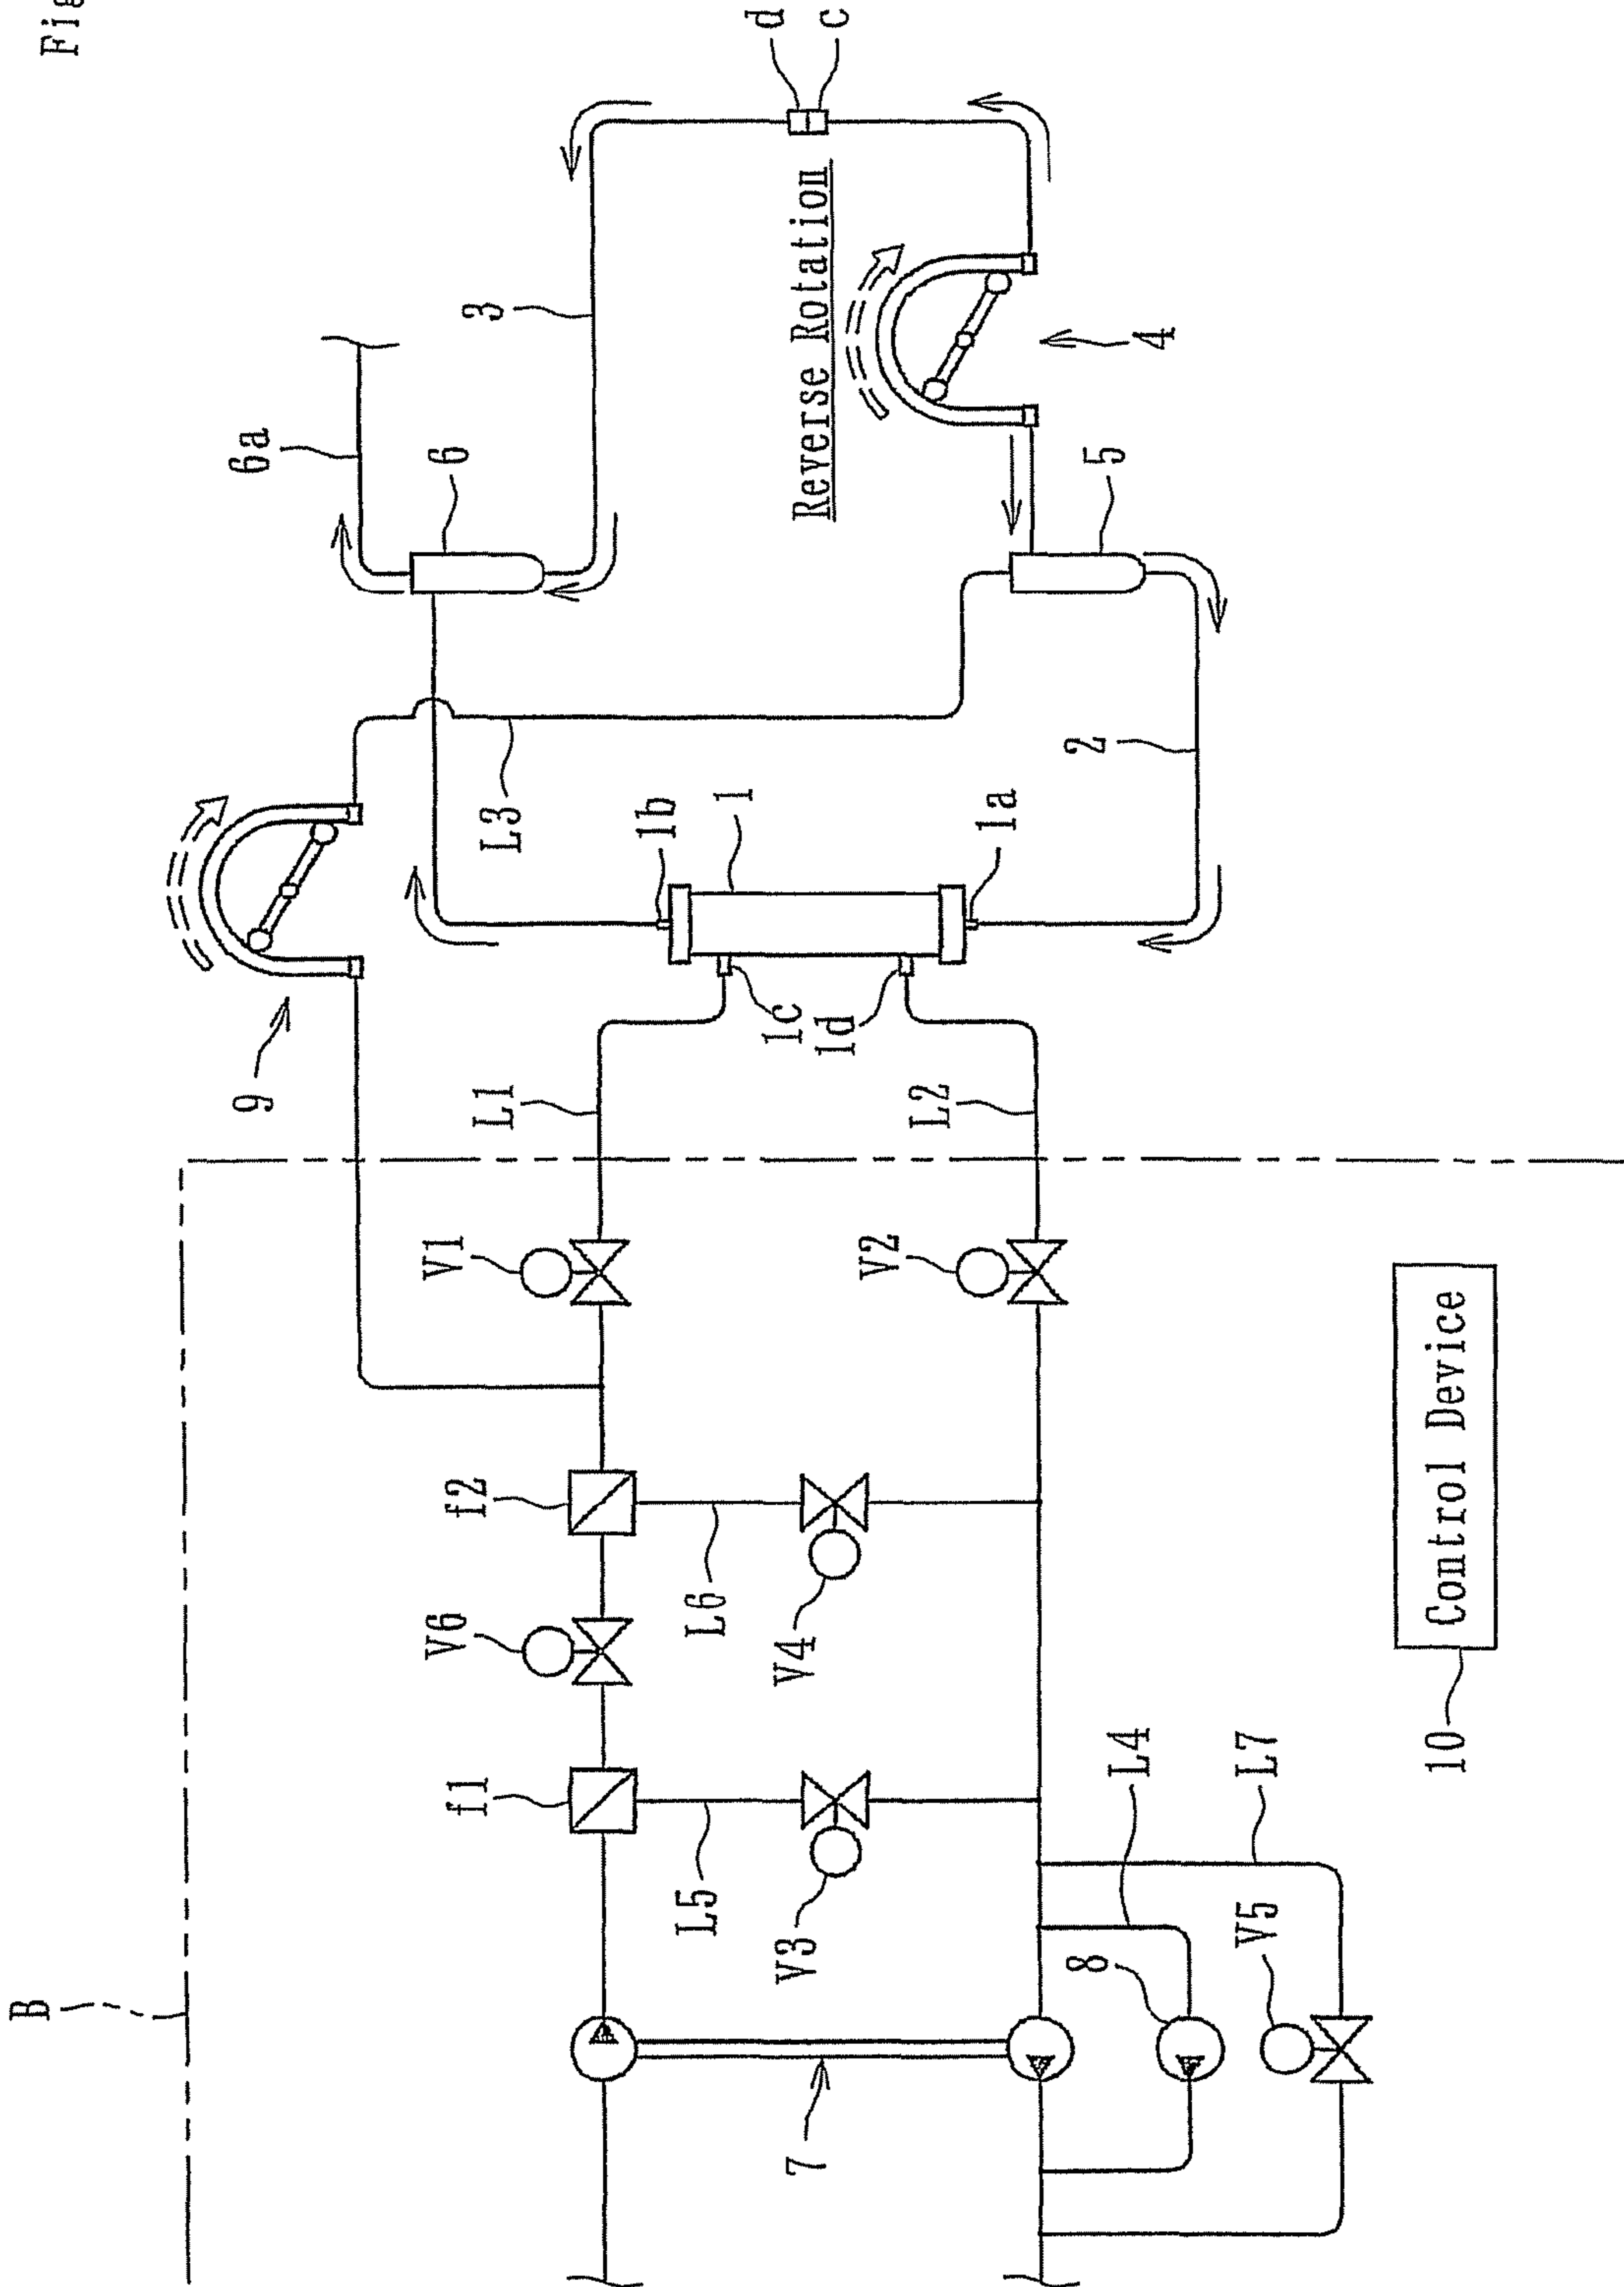 Fig
d
c
3
Reverse Rotation
4
6a
6
5
2
L3
1b
1
1a
1c
1d
9
L1
L2
V1
V2
f2
L6
V4
V6
Control Device
10
f1
L5
V3
L4
L7
8
V5
B
7